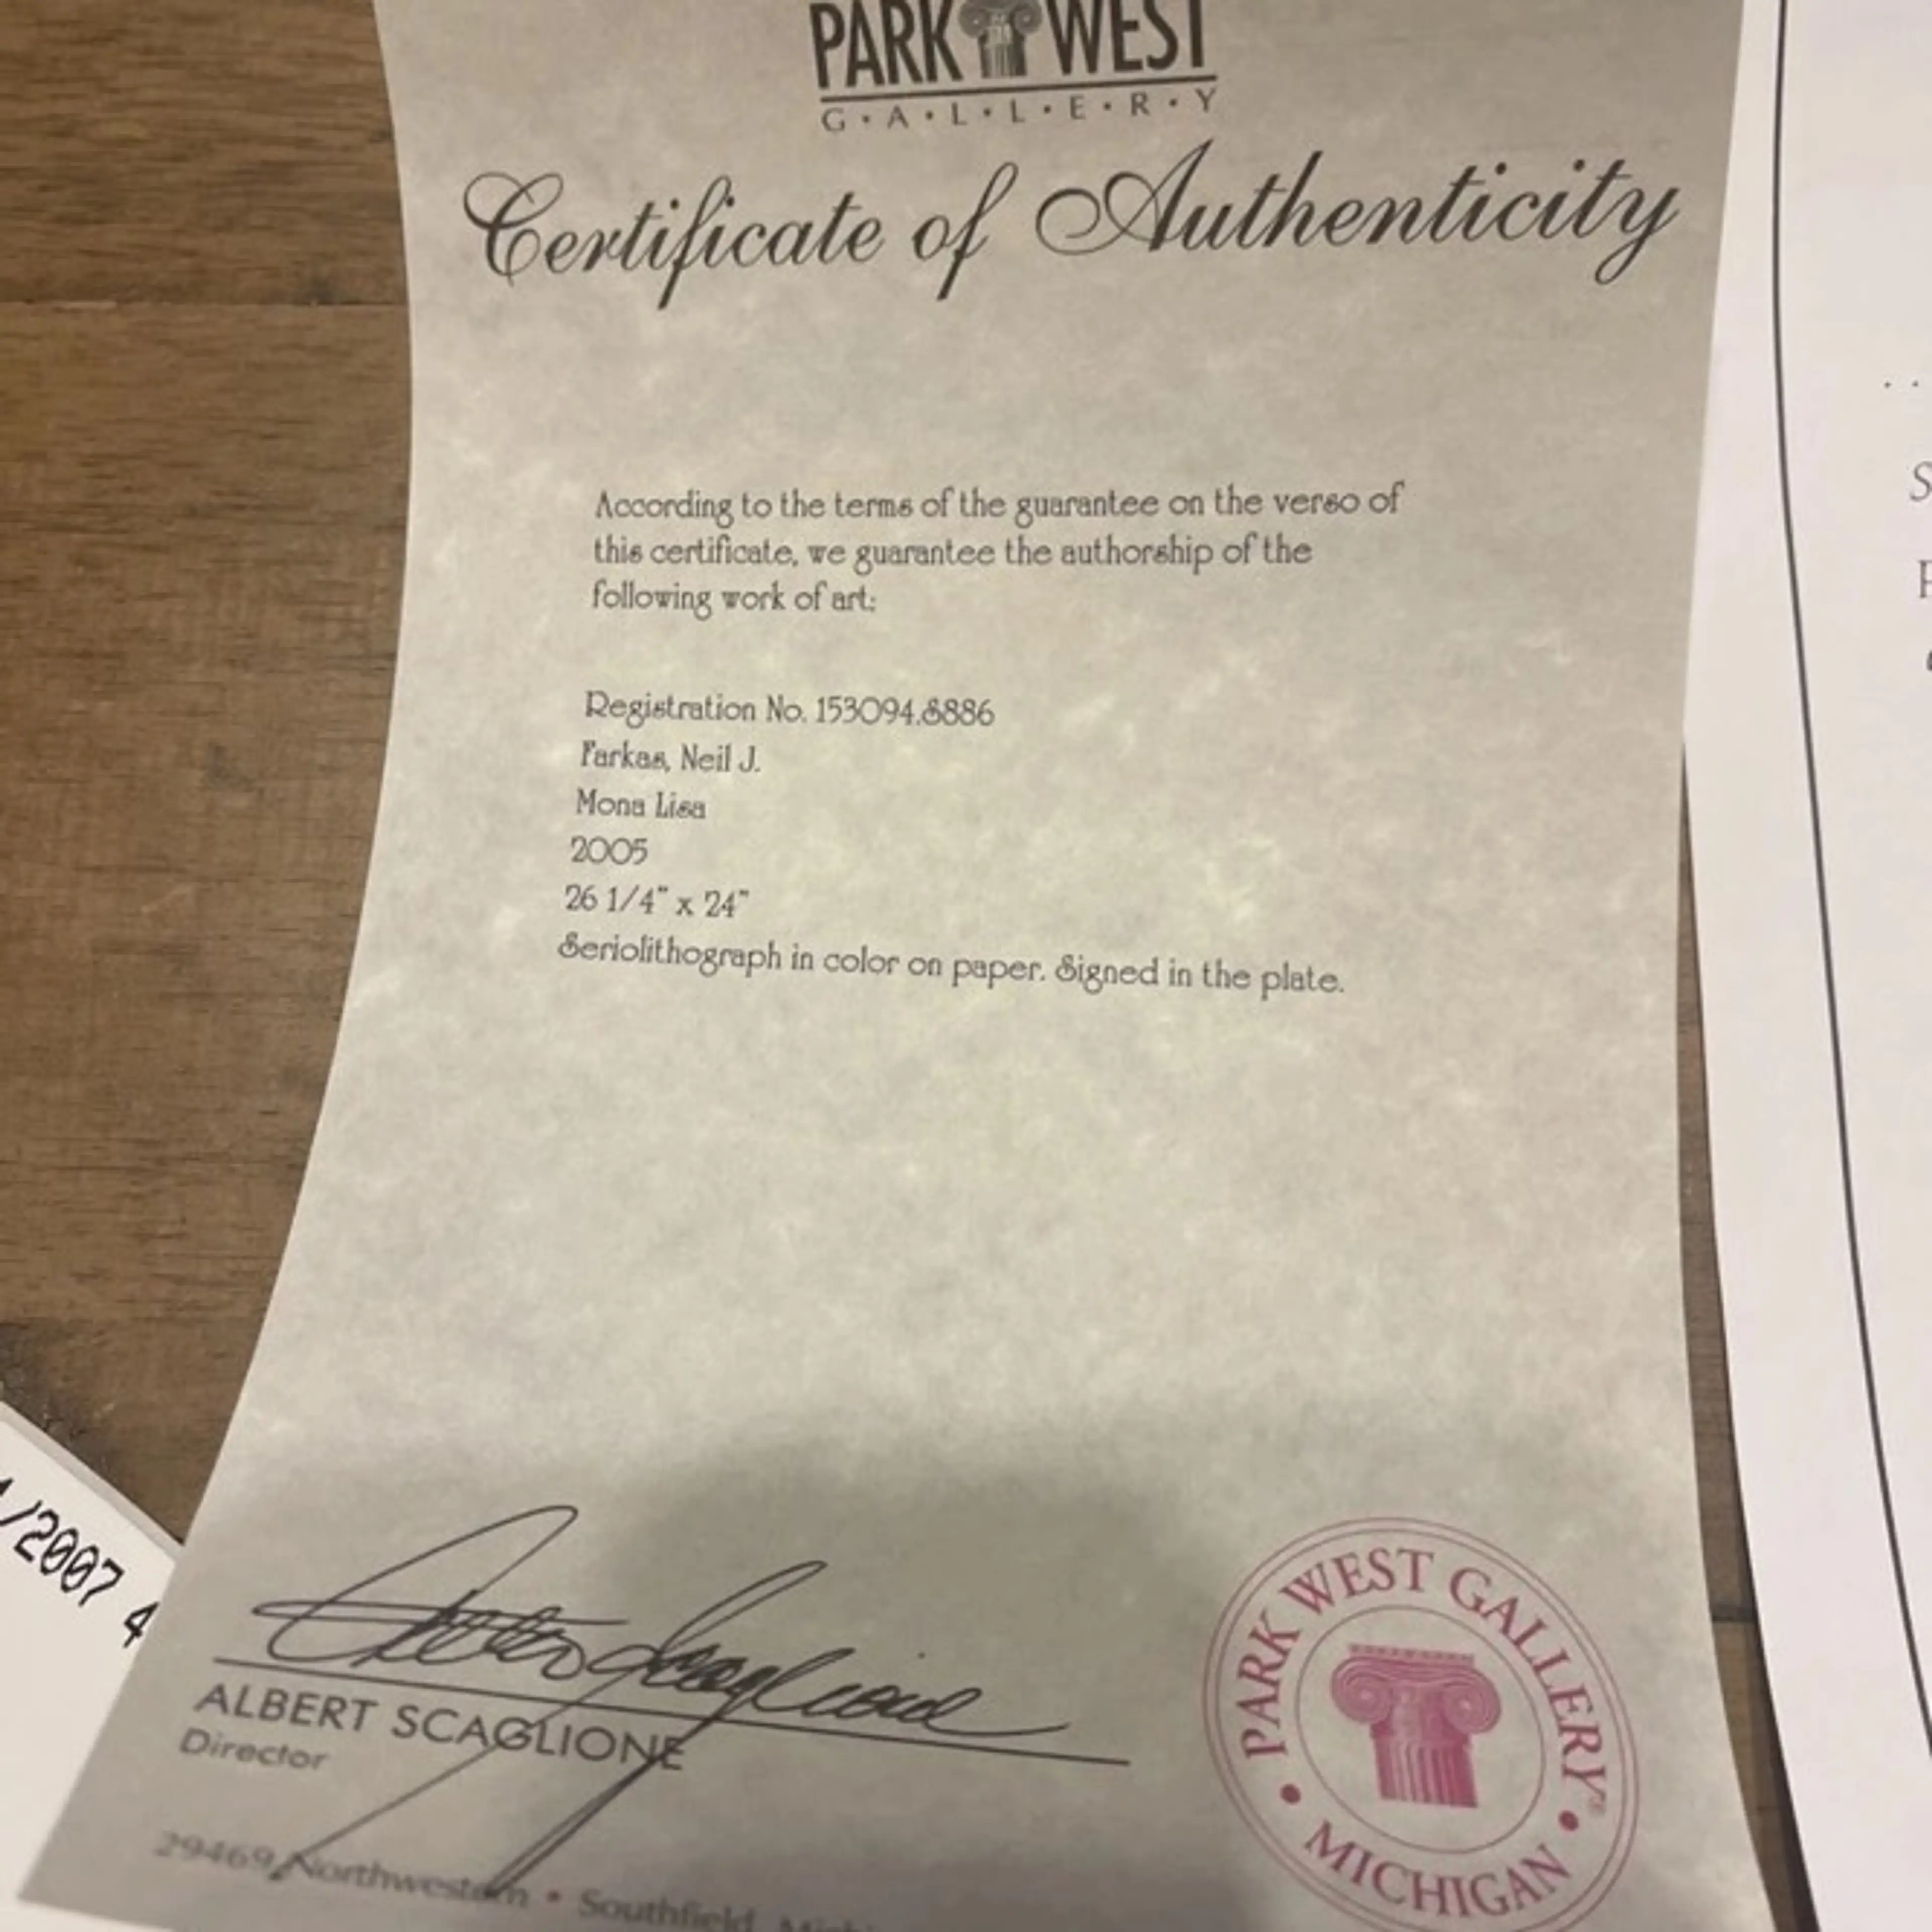 PARK WEST
G•A•L•L•E•R•Y
Certificate of Authenticity
According to the terms of the guarantee on the verso of
this certificate, we guarantee the authorship of the
following work of art:
Registration No. 153094.8886
Farkas, Neil J.
Mona Lisa
2005
26 1/4" x 24"
Seriolithograph in color on paper. Signed in the plate.
/2007 4
ALBERT SCAGLIONE
Director
29469 Northwestern • Southfield,
PARK WEST GALLERY
• MICHIGAN •